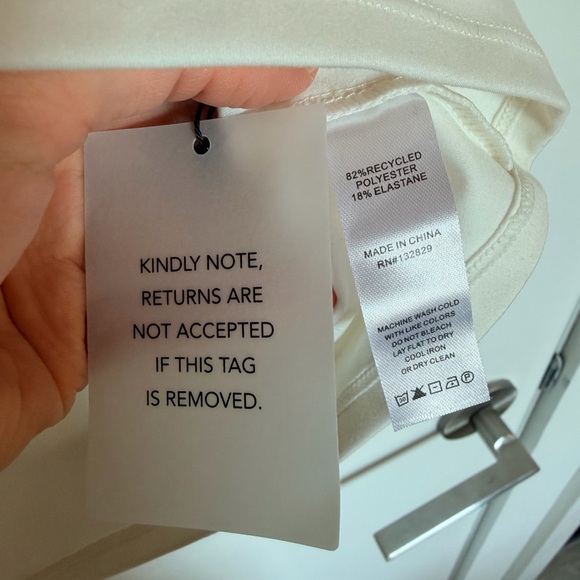 KINDLY NOTE,
RETURNS ARE
NOT ACCEPTED
IF THIS TAG
IS REMOVED.
82%RECYCLED
POLYESTER
18% ELASTANE
MADE IN CHINA
RN#132829
MACHINE WASH COLD
WITH LIKE COLORS
DO NOT BLEACH
LAY FLAT TO DRY
COOL IRON
OR DRY CLEAN